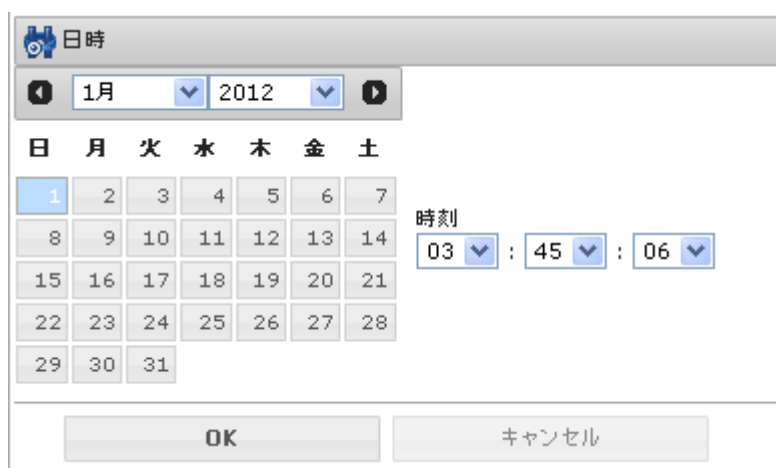 日時
1月 2012
日 月 火 水 木 金 土
1 2 3 4 5 6 7
8 9 10 11 12 13 14
15 16 17 18 19 20 21
22 23 24 25 26 27 28
29 30 31
時刻
03 : 45 : 06
OK キャンセル